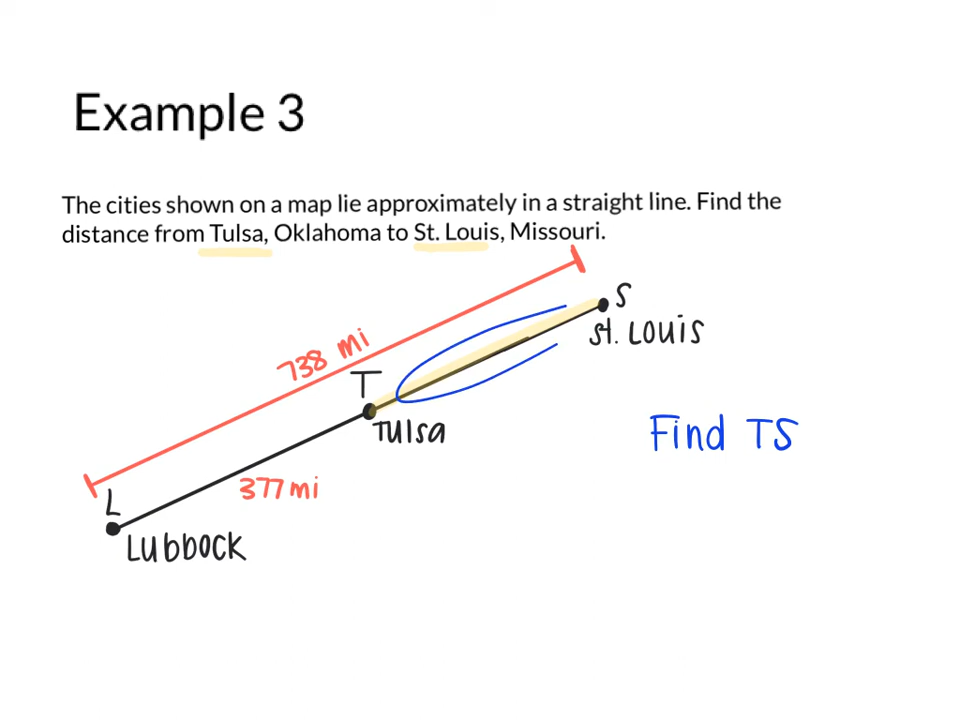 Example 3
The cities shown on a map lie approximately in a straight line. Find the
distance from Tulsa, Oklahoma to St. Louis, Missouri.
S
St. Louis
738 mi
T
Tulsa
Find TS
377 mi
L
LUBBOCK